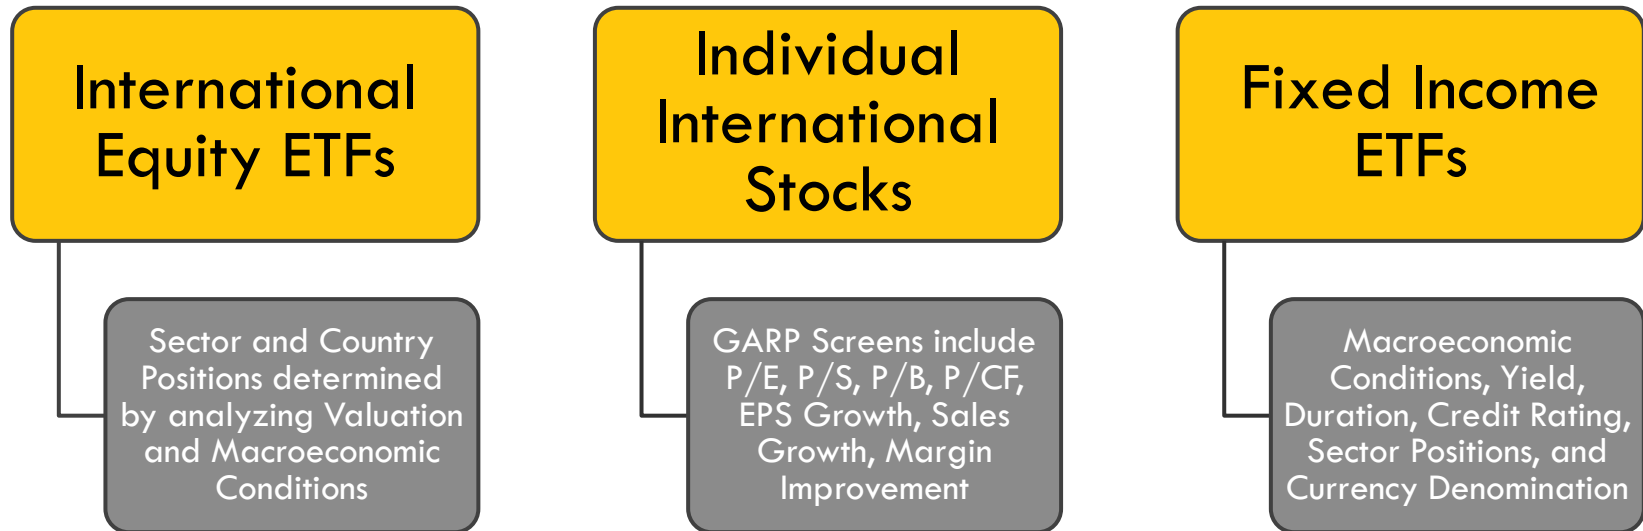 International
Equity ETFs
Sector and Country
Positions determined
by analyzing Valuation
and Macroeconomic
Conditions
Individual
International
Stocks
GARP Screens include
P/E, P/S, P/B, P/CF,
EPS Growth, Sales
Growth, Margin
Improvement
Fixed Income
ETFs
Macroeconomic
Conditions, Yield,
Duration, Credit Rating,
Sector Positions, and
Currency Denomination